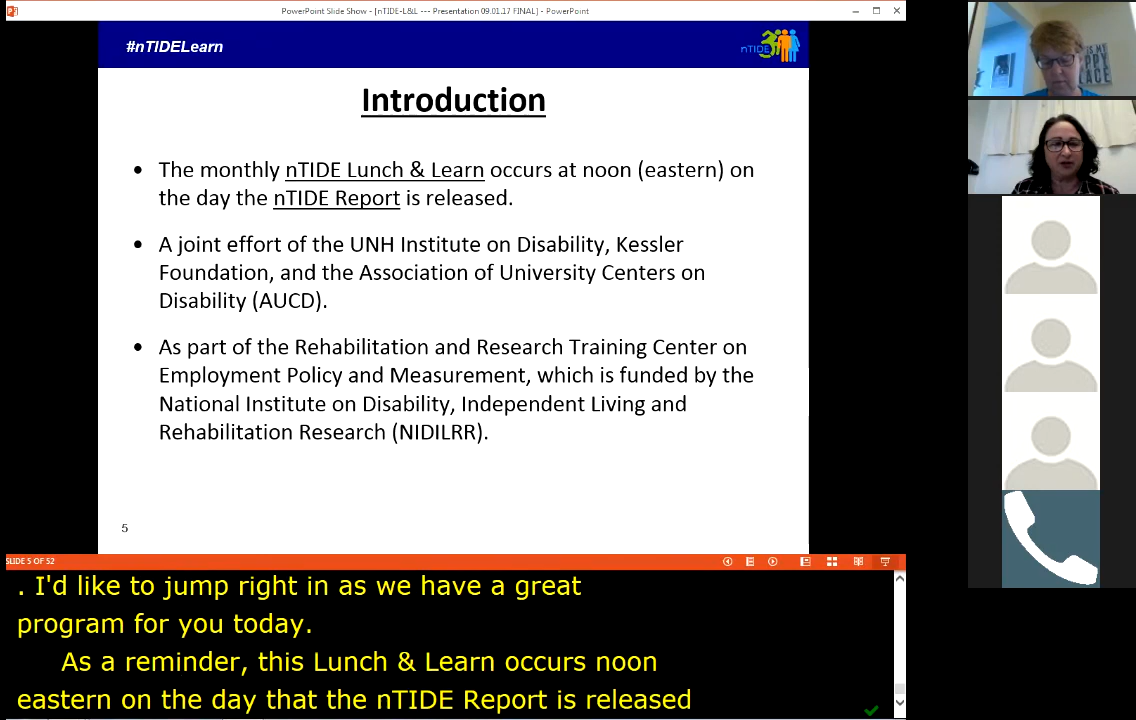 PowerPoint Slide Show - [nTIDE-L&L --- Presentation 09.01.17 FINAL] - PowerPoint
#nTIDELearn
nTIDE
Introduction
• The monthly nTIDE Lunch & Learn occurs at noon (eastern) on
the day the nTIDE Report is released.
• A joint effort of the UNH Institute on Disability, Kessler
Foundation, and the Association of University Centers on
Disability (AUCD).
• As part of the Rehabilitation and Research Training Center on
Employment Policy and Measurement, which is funded by the
National Institute on Disability, Independent Living and
Rehabilitation Research (NIDILRR).
5
SLIDE 5 OF 52
. I'd like to jump right in as we have a great
program for you today.
As a reminder, this Lunch & Learn occurs noon
eastern on the day that the nTIDE Report is released